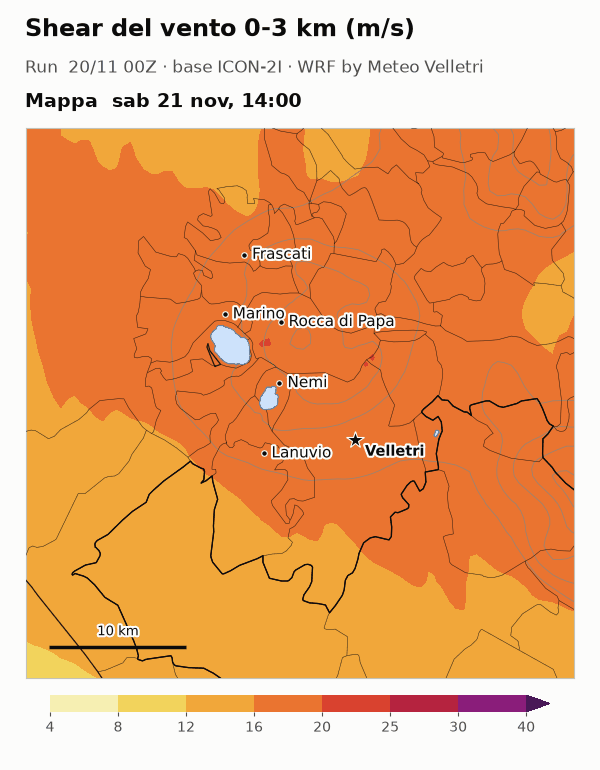 Shear del vento 0-3 km (m/s)
Run  20/11 00Z · base ICON-2I · WRF by Meteo Velletri
Mappa  sab 21 nov, 14:00
Frascati
Marino
Rocca di Papa
Nemi
Velletri
Lanuvio
10 km
4 8 12 16 20 25 30 40